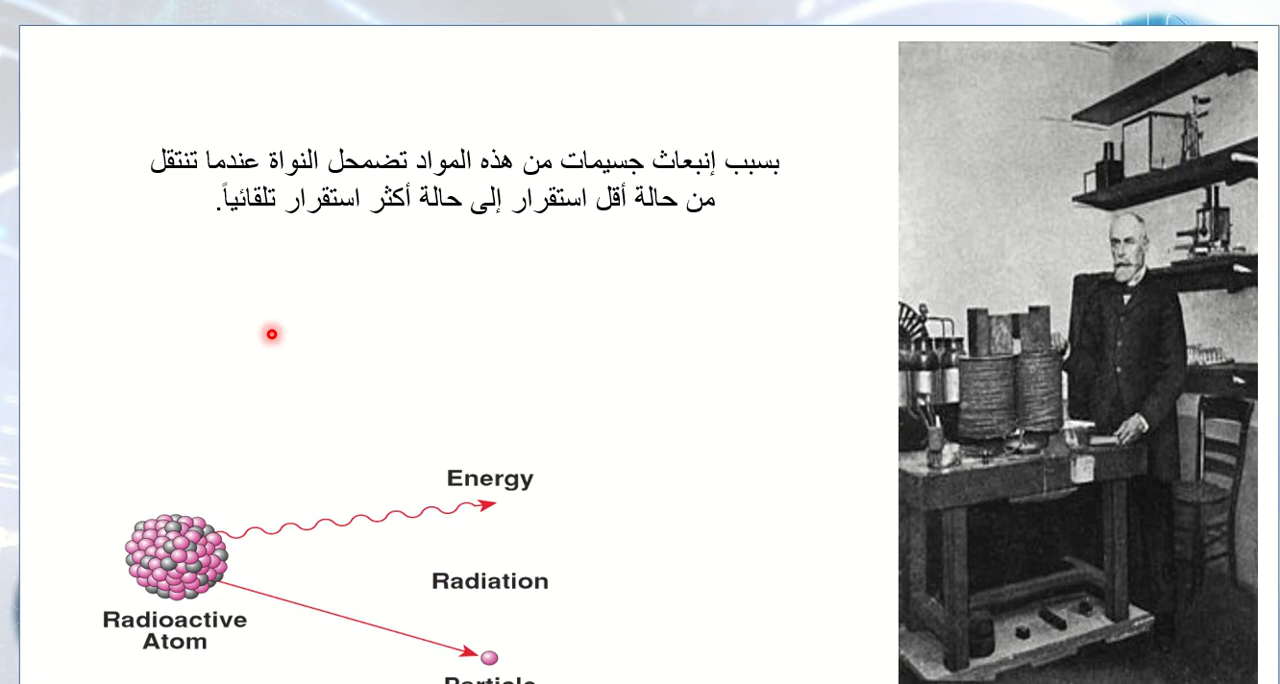 بسبب إنبعاث جسيمات من هذه المواد تضمحل النواة عندما تنتقل
من حالة أقل استقرار إلى حالة أكثر استقرار تلقائياً.
Energy
Radiation
Radioactive
Atom
Particle